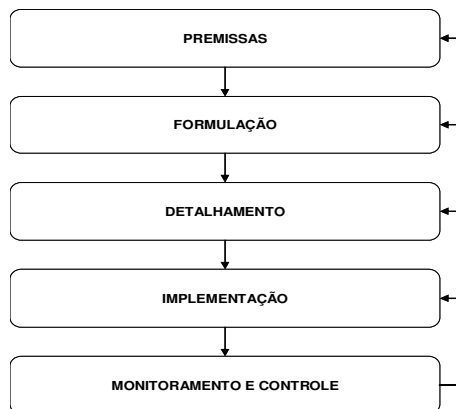 PREMISSAS
FORMULAÇÃO
DETALHAMENTO
IMPLEMENTAÇÃO
MONITORAMENTO E CONTROLE